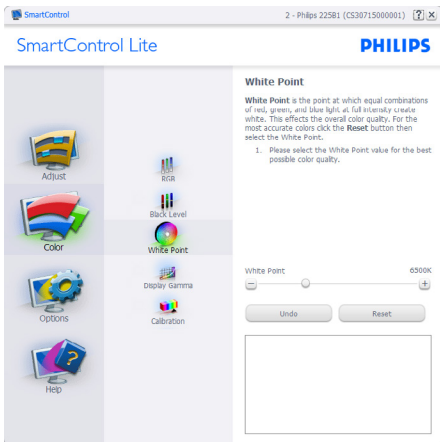 SmartControl
2 - Philips 225B1 (CS30715000001)
SmartControl Lite
PHILIPS
Adjust
Color
Options
Help
RGB
Black Level
White Point
Display Gamma
Calibration
White Point
White Point is the point at which equal combinations
of red, green, and blue light at full intensity create
white. This effects the overall color quality. For the
most accurate colors click the Reset button then
select the White Point.
1. Please select the White Point value for the best
possible color quality.
White Point 6500K
Undo Reset